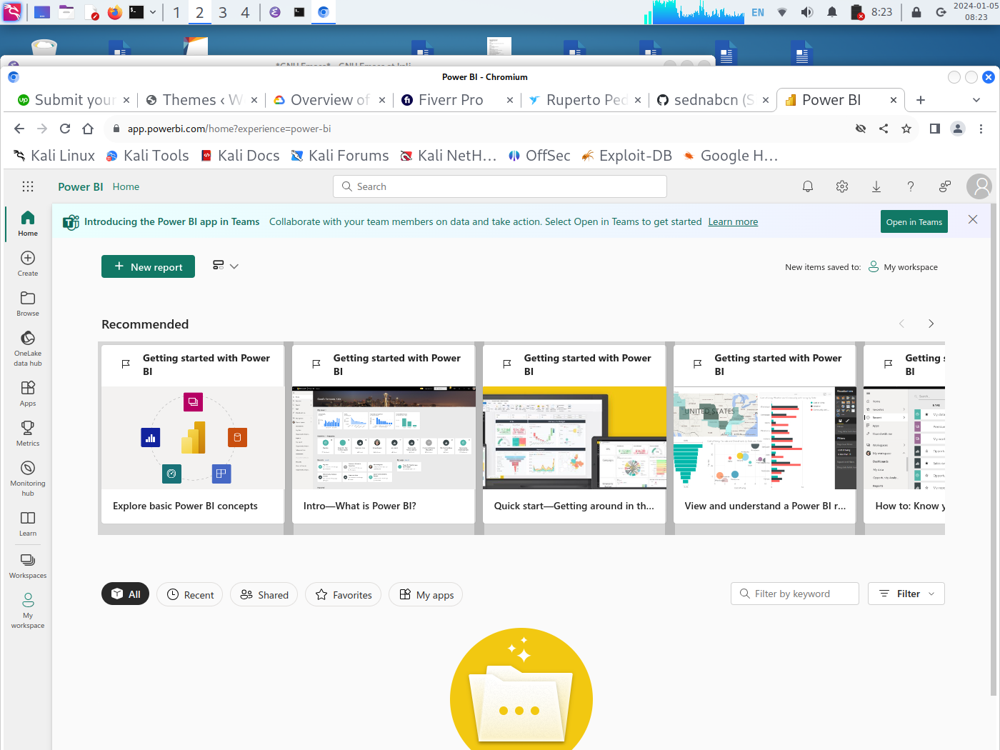 1 2 3 4
EN
8:23
2024-01-05
08:23
Power BI - Chromium
Submit your
Themes ‹ W
Overview of
Fiverr Pro
Ruperto Ped
sednabcn (S
Power BI
app.powerbi.com/home?experience=power-bi
Kali Linux
Kali Tools
Kali Docs
Kali Forums
Kali NetH...
OffSec
Exploit-DB
Google H...
Power BI Home
Search
Introducing the Power BI app in Teams Collaborate with your team members on data and take action. Select Open in Teams to get started Learn more
Open in Teams
Home
Create
Browse
OneLake
data hub
Apps
Metrics
Monitoring
hub
Learn
Workspaces
My
workspace
New report
New items saved to: My workspace
Recommended
Getting started with Power
BI
Explore basic Power BI concepts
Getting started with Power
BI
Intro—What is Power BI?
Getting started with Power
BI
Quick start—Getting around in th...
Getting started with Power
BI
UNITED STATES
View and understand a Power BI r...
Getting s
BI
How to: Know y
All
Recent
Shared
Favorites
My apps
Filter by keyword
Filter